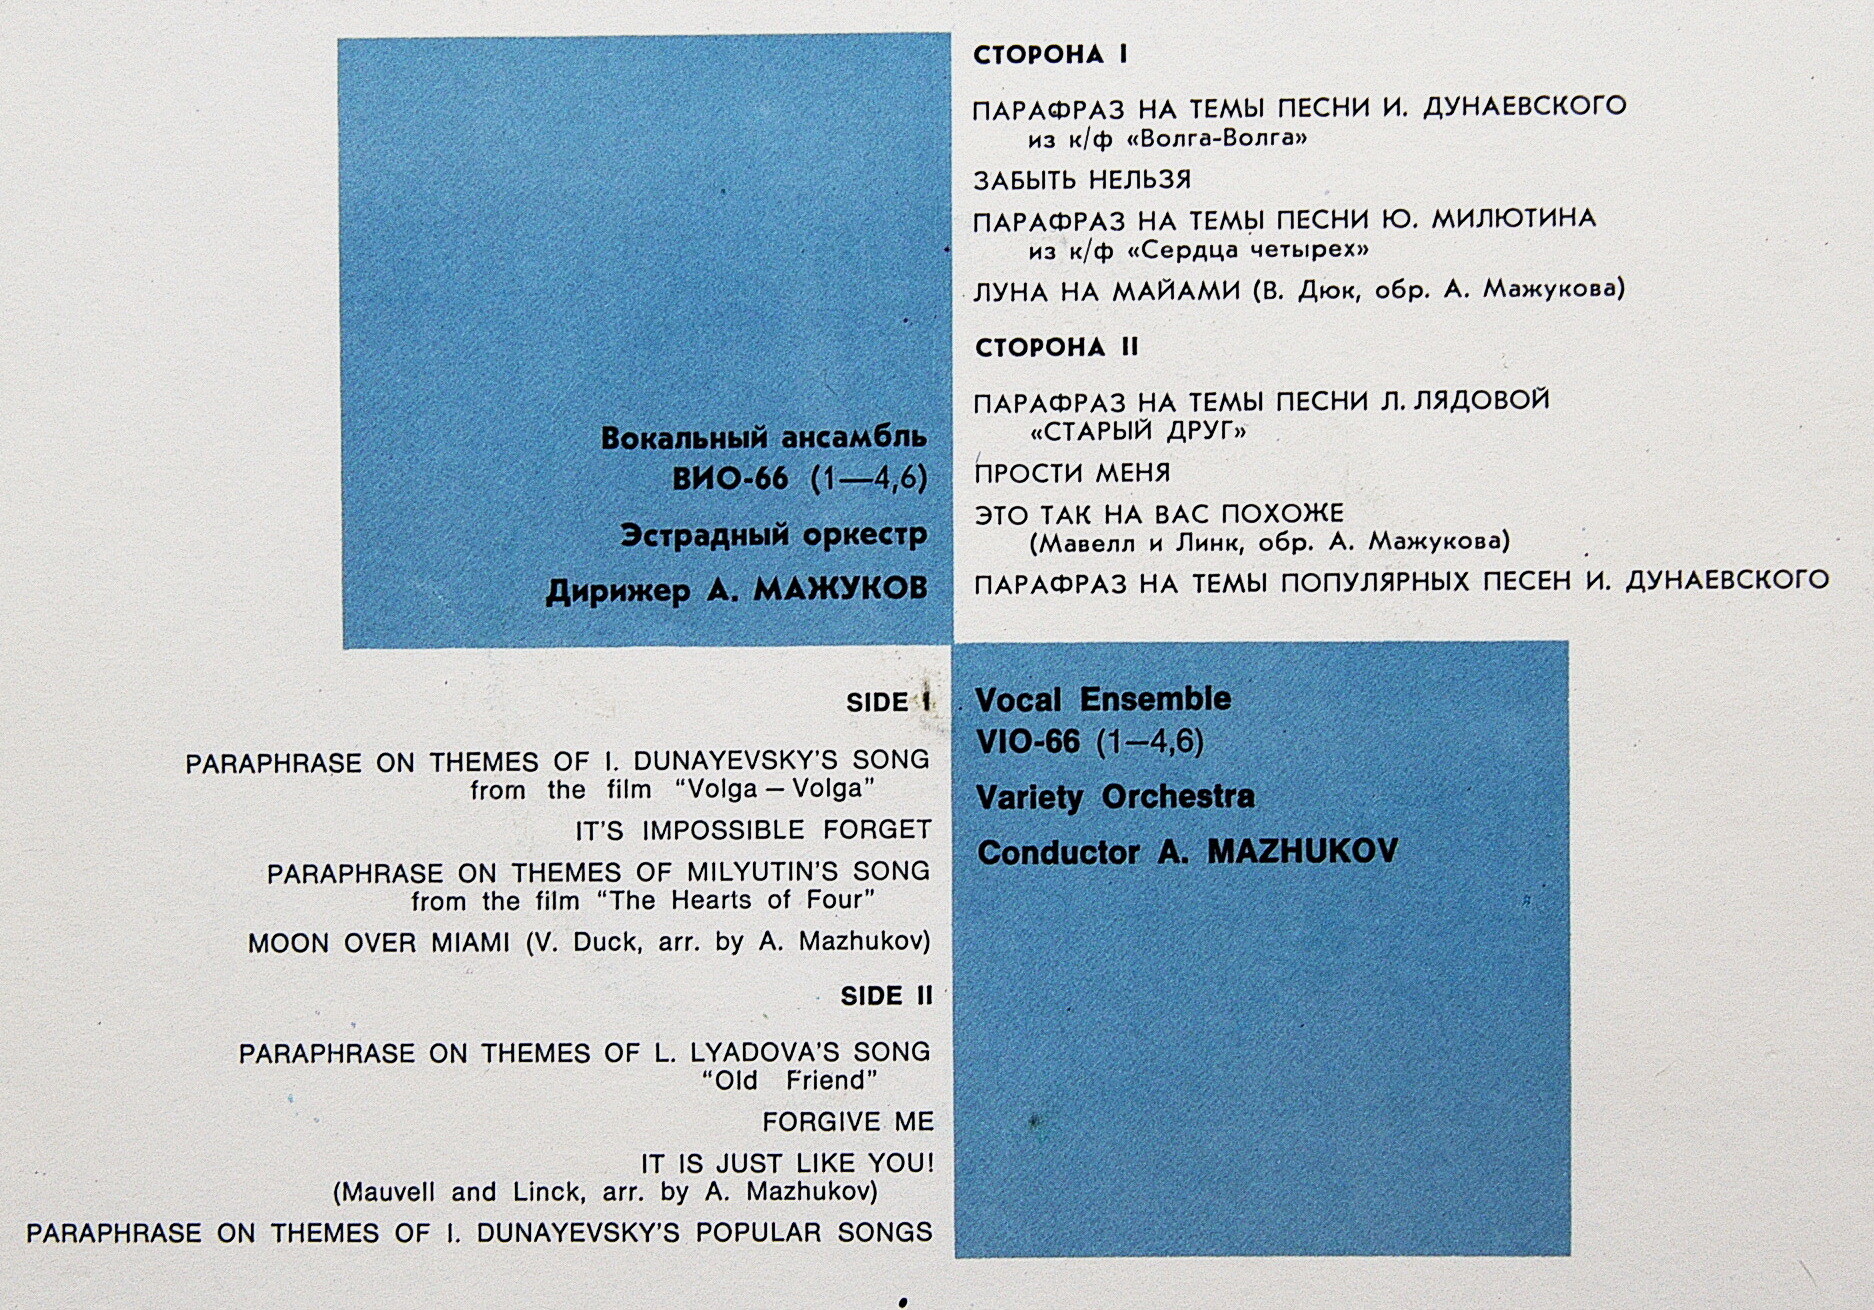 СТОРОНА I
ПАРАФРАЗ НА ТЕМЫ ПЕСНИ И. ДУНАЕВСКОГО
из к/ф «Волга-Волга»
ЗАБЫТЬ НЕЛЬЗЯ
ПАРАФРАЗ НА ТЕМЫ ПЕСНИ Ю. МИЛЮТИНА
из к/ф «Сердца четырех»
ЛУНА НА МАЙАМИ (В. Дюк, обр. А. Мажукова)
СТОРОНА II
ПАРАФРАЗ НА ТЕМЫ ПЕСНИ Л. ЛЯДОВОЙ
«СТАРЫЙ ДРУГ»
ПРОСТИ МЕНЯ
ЭТО ТАК НА ВАС ПОХОЖЕ
(Мавелл и Линк, обр. А. Мажукова)
ПАРАФРАЗ НА ТЕМЫ ПОПУЛЯРНЫХ ПЕСЕН И. ДУНАЕВСКОГО
Вокальный ансамбль
ВИО-66 (1—4,6)
Эстрадный оркестр
Дирижер А. МАЖУКОВ
SIDE I
PARAPHRASE ON THEMES OF I. DUNAYEVSKY'S SONG
from the film “Volga — Volga”
IT'S IMPOSSIBLE FORGET
PARAPHRASE ON THEMES OF MILYUTIN'S SONG
from the film “The Hearts of Four”
MOON OVER MIAMI (V. Duck, arr. by A. Mazhukov)
SIDE II
PARAPHRASE ON THEMES OF L. LYADOVA'S SONG
“Old Friend”
FORGIVE ME
IT IS JUST LIKE YOU!
(Mauvell and Linck, arr. by A. Mazhukov)
PARAPHRASE ON THEMES OF I. DUNAYEVSKY'S POPULAR SONGS
Vocal Ensemble
VIO-66 (1—4,6)
Variety Orchestra
Conductor A. MAZHUKOV